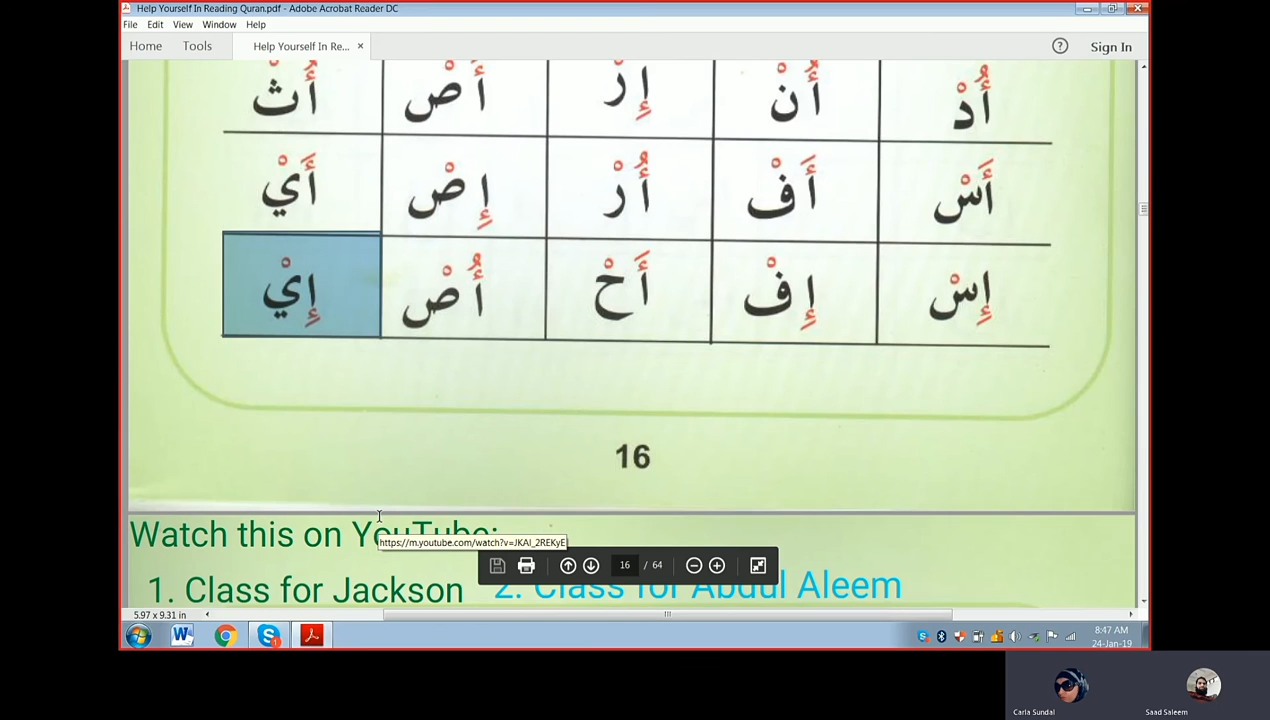 Help Yourself In Reading Quran.pdf - Adobe Acrobat Reader DC
File Edit View Window Help
Home Tools Help Yourself In Re... × Sign In
أُدْ أُنْ إِرْ أَصْ أُثْ
أَسْ أَفْ أُرْ إِصْ أَيْ
إِسْ إِفْ أَحْ أُصْ إِيْ
16
Watch this on YouTube:
https://m.youtube.com/watch?v=JKAl_2REKyE
16 / 64
1. Class for Jackson 2. Class for Abdul Aleem
5.97 x 9.31 in
8:47 AM
24-Jan-19
Carla Sundal Saad Saleem